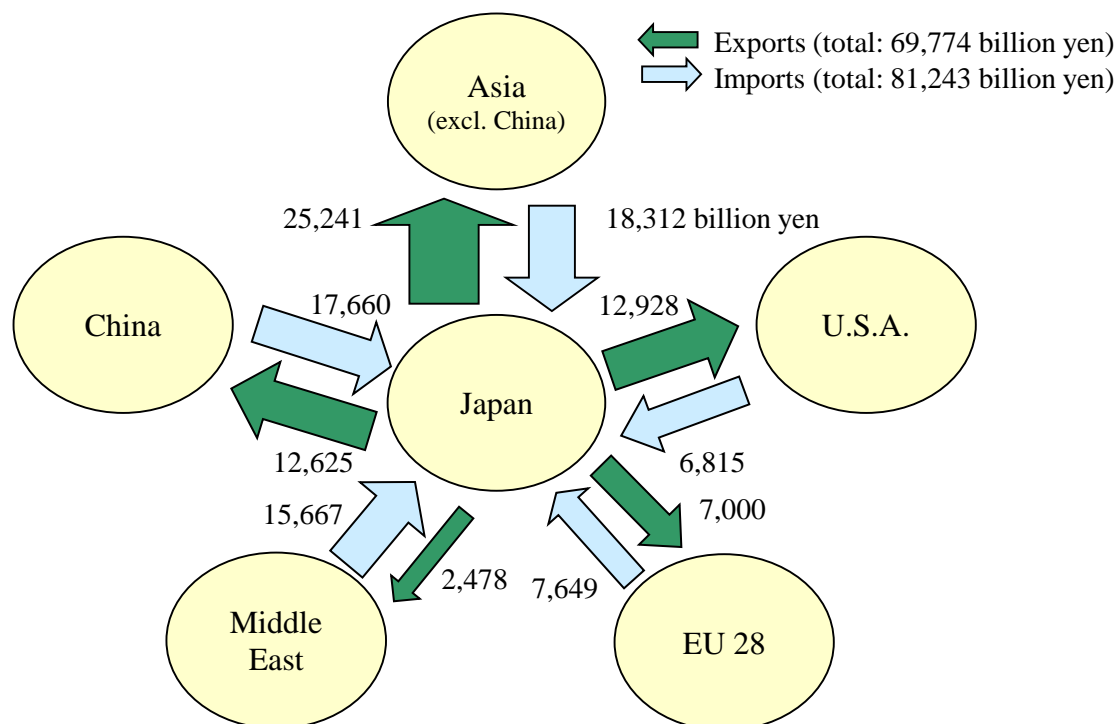 Exports (total: 69,774 billion yen)
Imports (total: 81,243 billion yen)
Asia
(excl. China)
25,241
18,312 billion yen
17,660
12,928
China
U.S.A.
Japan
12,625
6,815
15,667
7,000
2,478
7,649
Middle
East
EU 28